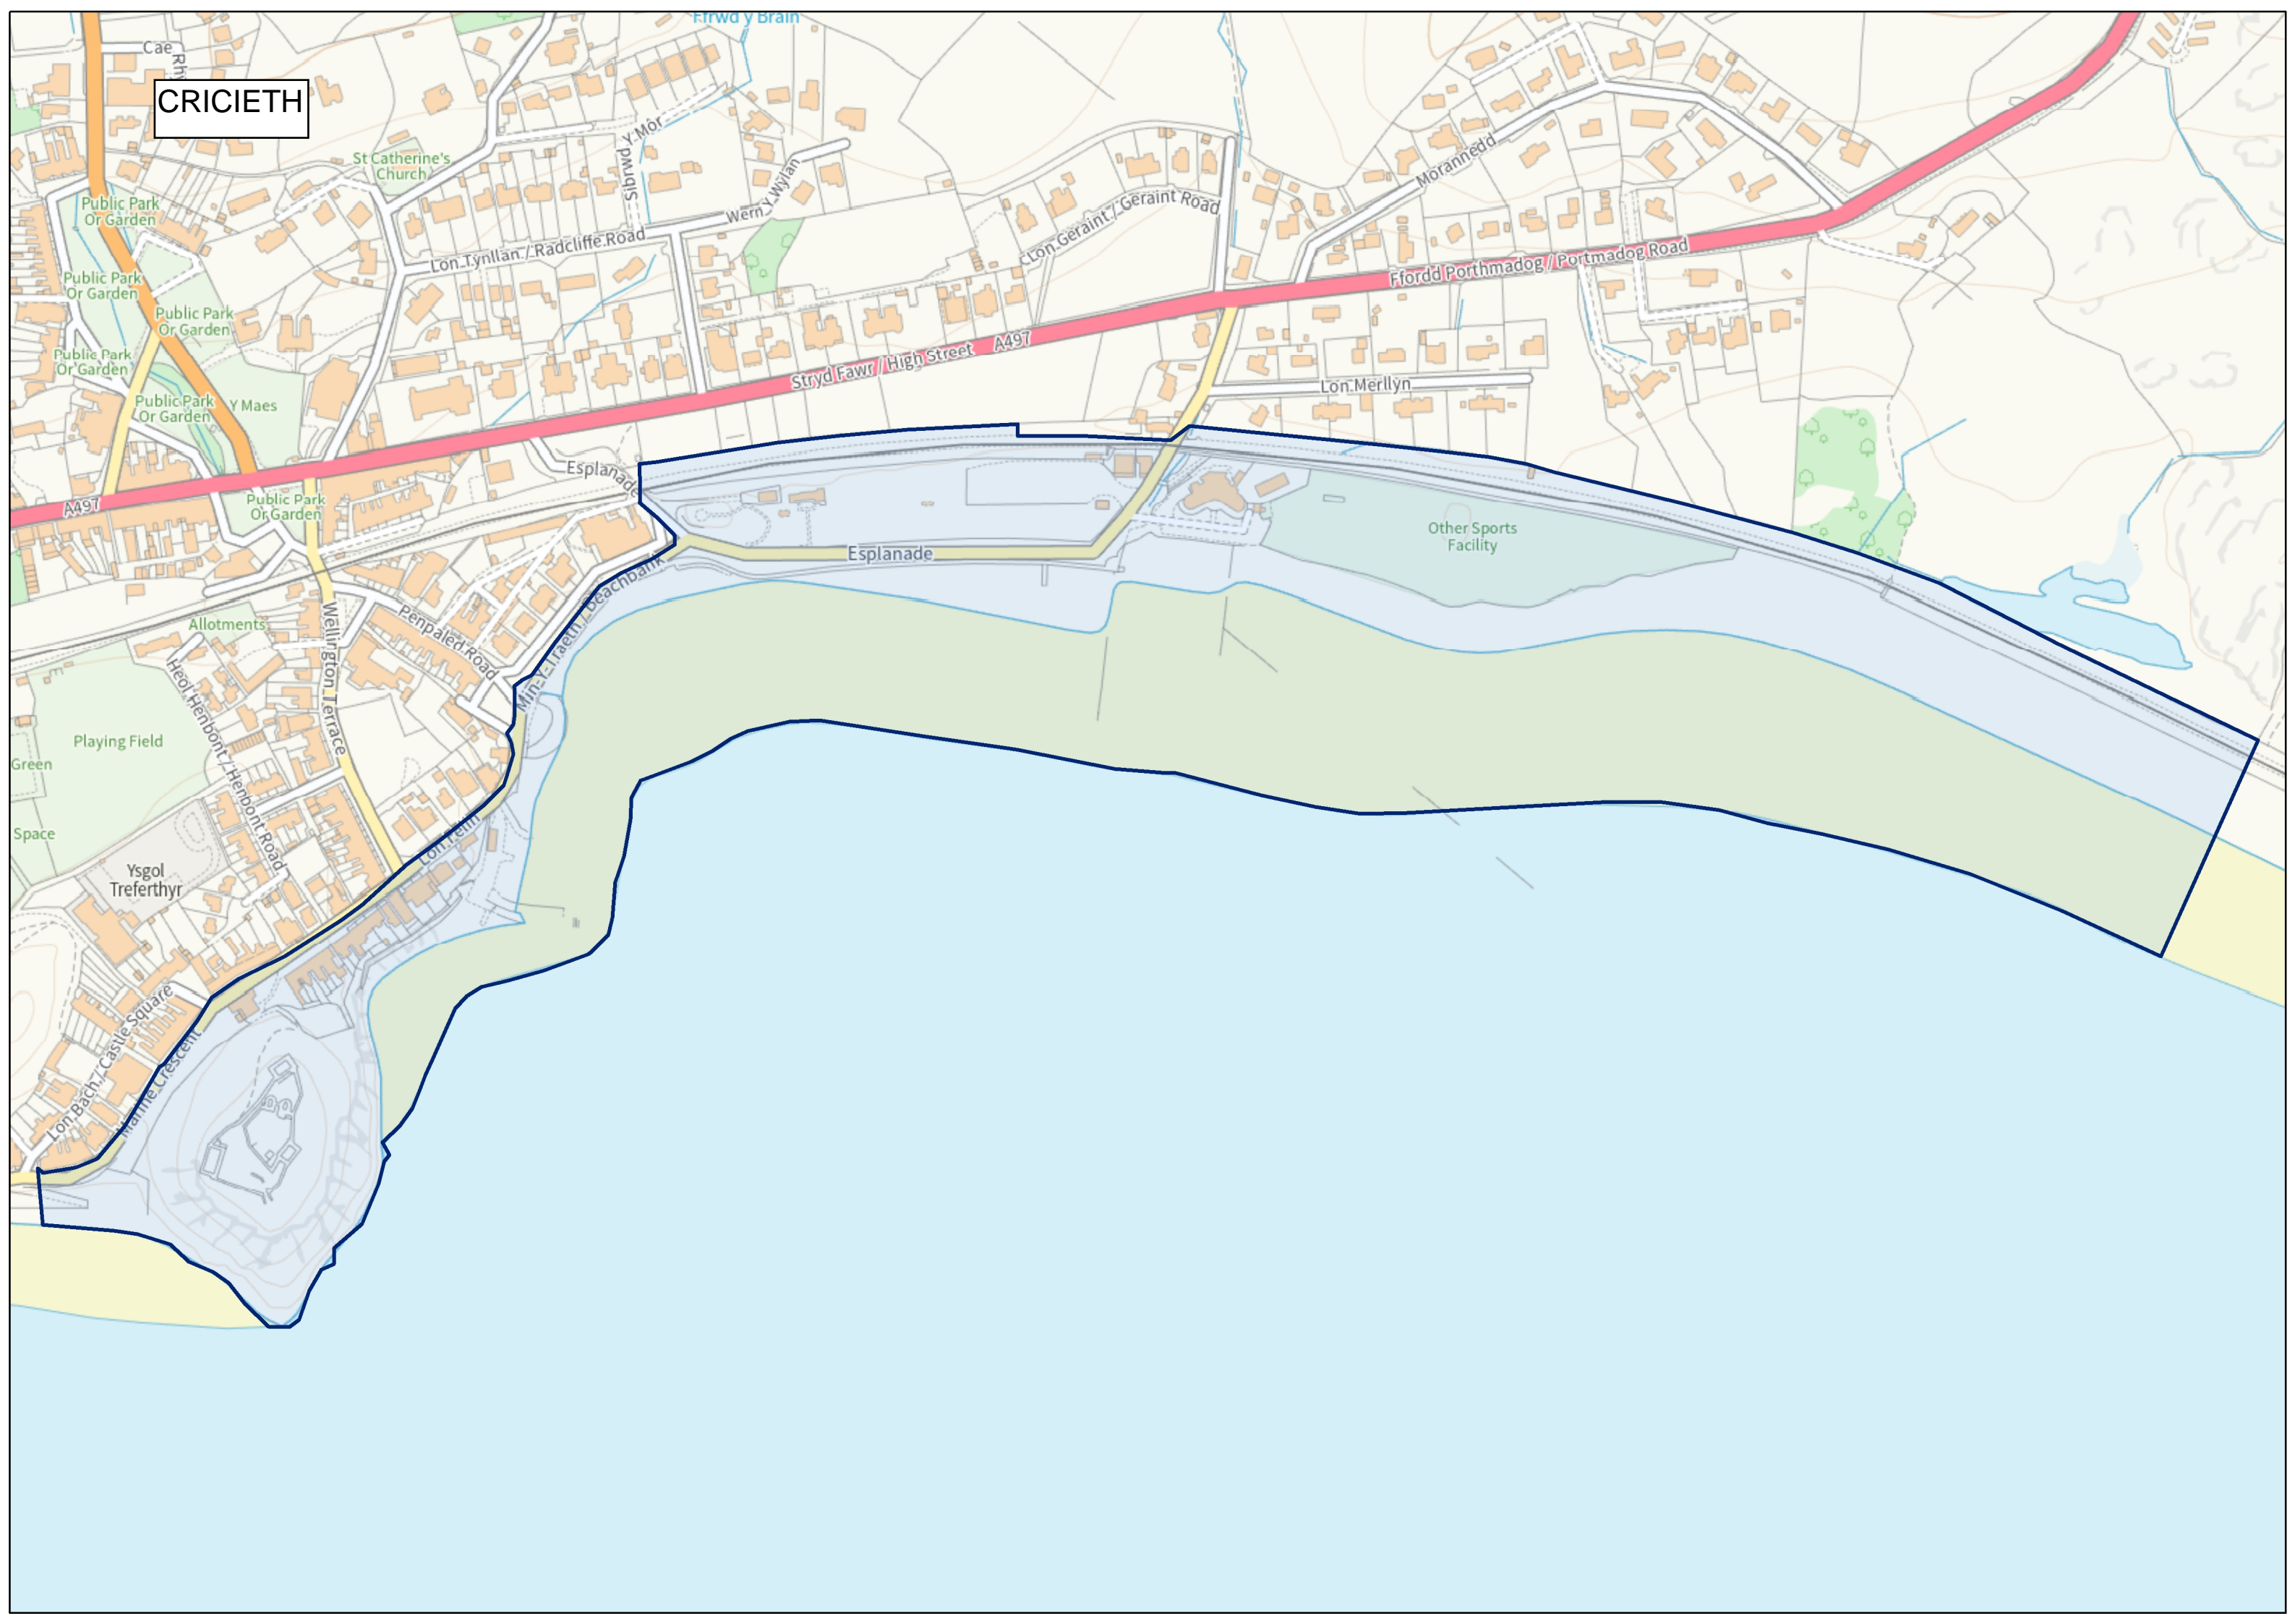 Ffrwd y Brain
Cae Rhy
CRICIETH
St Catherine's
Church
Sibrwd Y Môr
Wern Y Wylan
Morannedd
Public Park
Or Garden
Lon Tynllan / Radcliffe Road
Lon Geraint / Geraint Road
Ffordd Porthmadog / Portmadog Road
Public Park
Or Garden
Public Park
Or Garden
Public Park
Or Garden
Public Park
Or Garden
Y Maes
Stryd Fawr / High Street A497
Lon Merllyn
Esplanade
A497
Public Park
Or Garden
Esplanade
Other Sports
Facility
Min-Y-Traeth / Beachbank
Allotments
Wellington Terrace
Penpaled Road
Heol Henbont / Henbont Road
Playing Field
Green
Space
Lon Felin
Ysgol
Treferthyr
Lon Bach / Castle Square
Marine Crescent